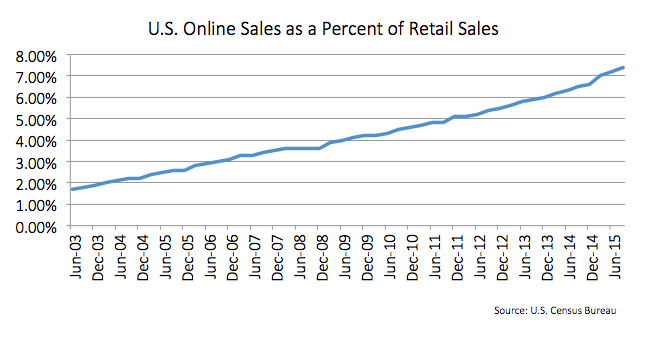 U.S. Online Sales as a Percent of Retail Sales
8.00%
7.00%
6.00%
5.00%
4.00%
3.00%
2.00%
1.00%
0.00%
Jun-03
Dec-03
Jun-04
Dec-04
Jun-05
Dec-05
Jun-06
Dec-06
Jun-07
Dec-07
Jun-08
Dec-08
Jun-09
Dec-09
Jun-10
Dec-10
Jun-11
Dec-11
Jun-12
Dec-12
Jun-13
Dec-13
Jun-14
Dec-14
Jun-15
Source: U.S. Census Bureau